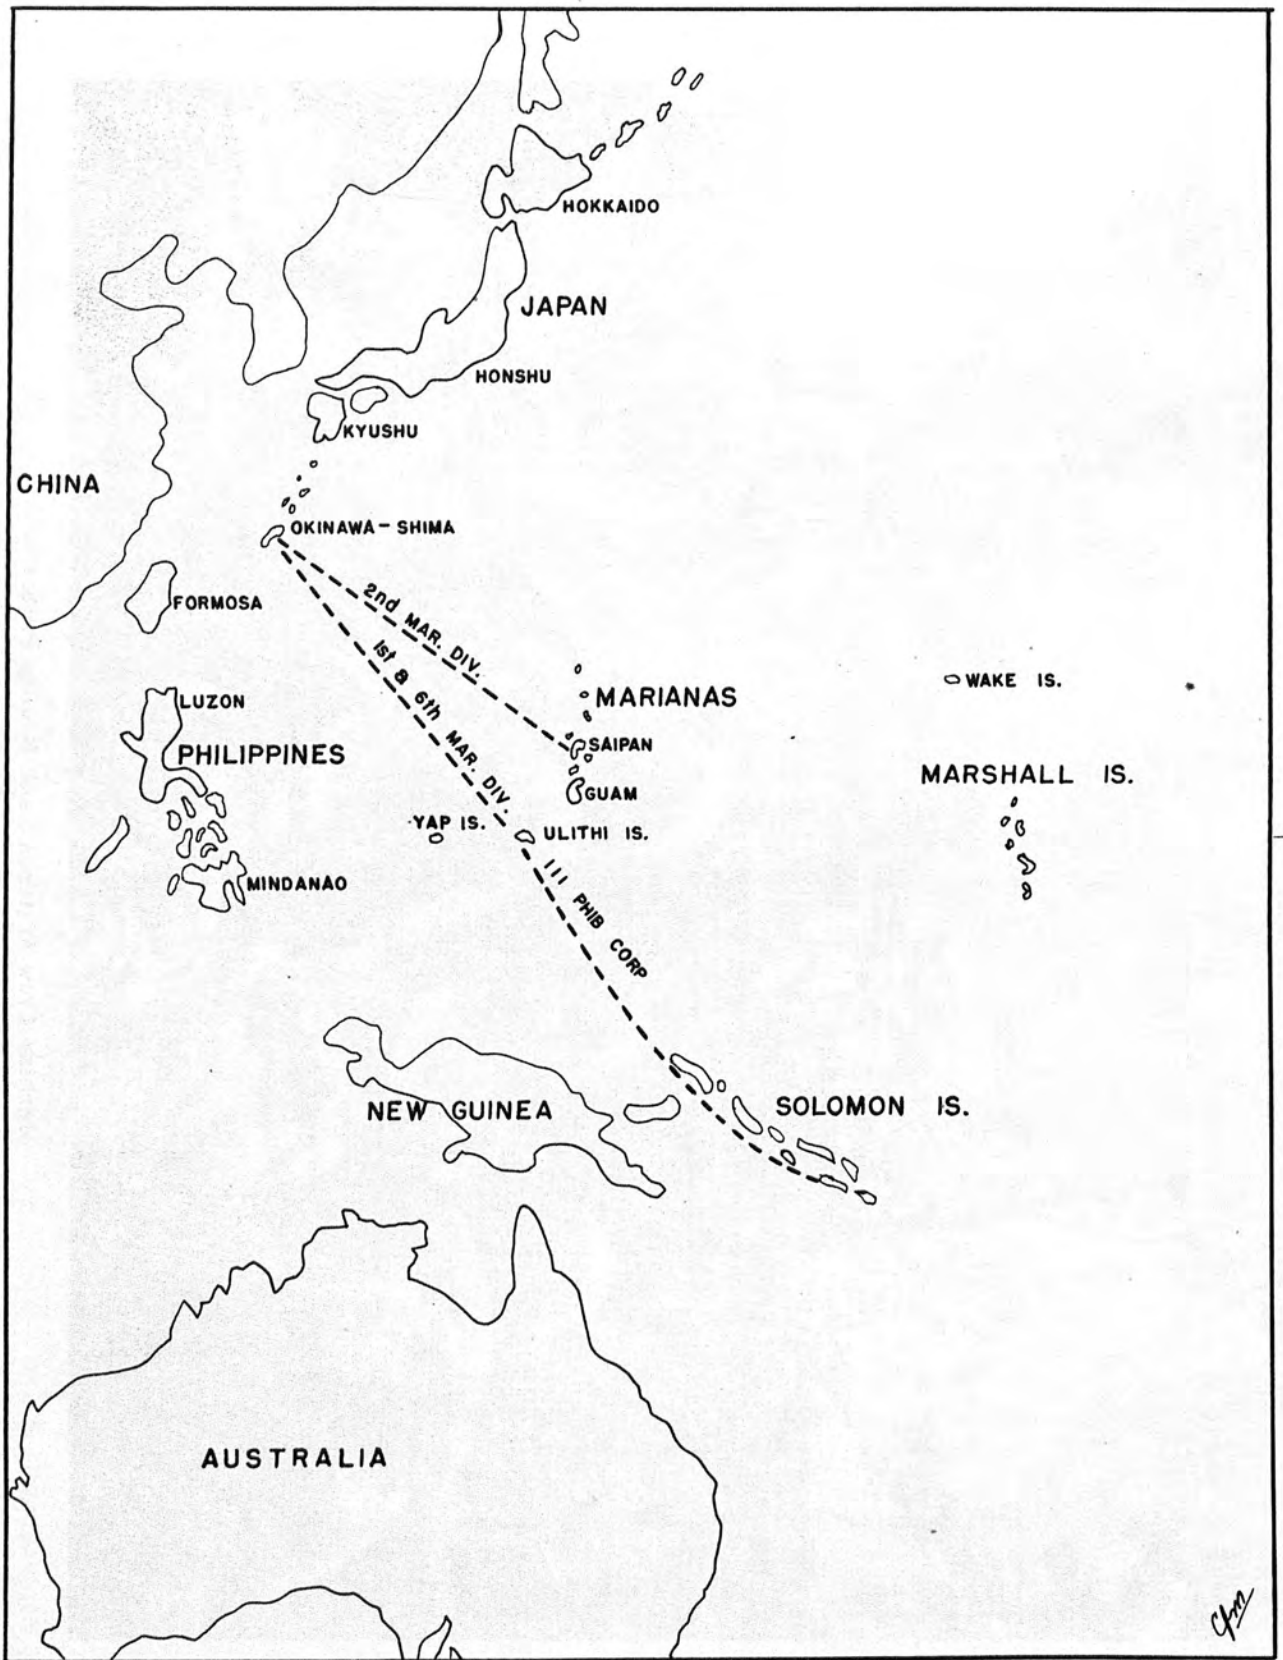 HOKKAIDO
JAPAN
HONSHU
KYUSHU
CHINA
OKINAWA - SHIMA
FORMOSA
2nd MAR. DIV.
1st & 6th MAR. DIV.
WAKE IS.
LUZON
MARIANAS
PHILIPPINES
SAIPAN
MARSHALL IS.
GUAM
YAP IS.
ULITHI IS.
MINDANAO
III PHIB CORP
NEW GUINEA
SOLOMON IS.
AUSTRALIA